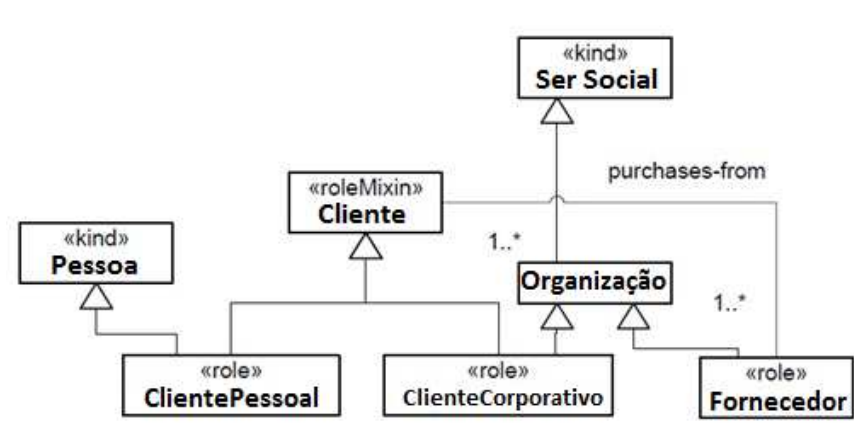 «kind»
Ser Social
purchases-from
«roleMixin»
Cliente
«kind»
Pessoa
1..*
Organização
1..*
«role»
ClientePessoal
«role»
ClienteCorporativo
«role»
Fornecedor